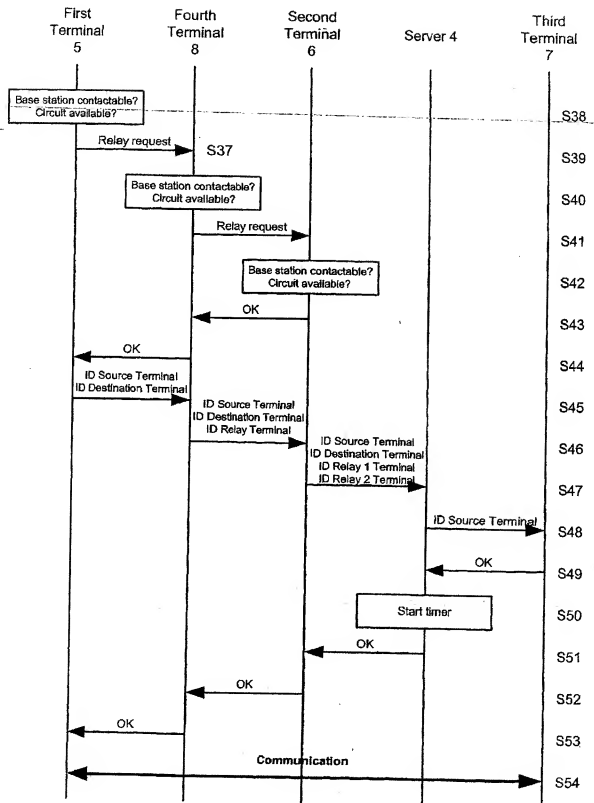 First
Terminal
5
Fourth
Terminal
8
Second
Terminal
6
Server 4
Third
Terminal
7
Base station contactable?
Circuit available?
S38
Relay request
S37
S39
Base station contactable?
Circuit available?
S40
Relay request
S41
Base station contactable?
Circuit available?
S42
OK
S43
OK
S44
ID Source Terminal
ID Destination Terminal
S45
ID Source Terminal
ID Destination Terminal
ID Relay Terminal
S46
ID Source Terminal
ID Destination Terminal
ID Relay 1 Terminal
ID Relay 2 Terminal
S47
ID Source Terminal
S48
OK
S49
Start timer
S50
OK
S51
OK
S52
OK
S53
Communication
S54